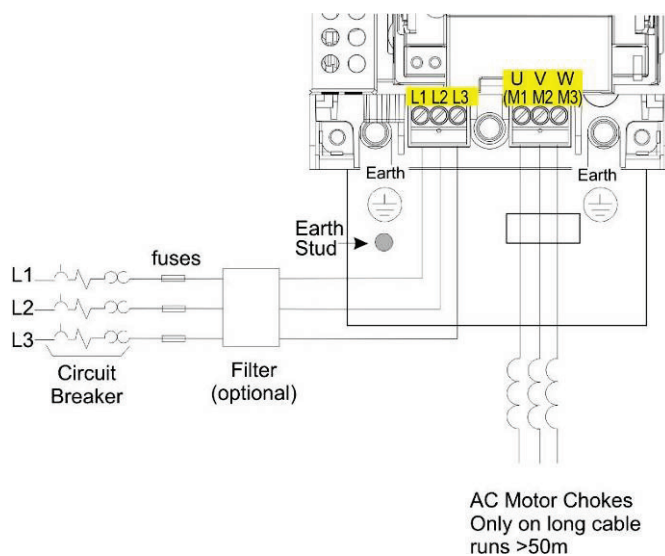 U V W
L1 L2 L3
(M1 M2 M3)
Earth
Earth
Earth
Stud
L1
fuses
L2
L3
Circuit
Breaker
Filter
(optional)
AC Motor Chokes
Only on long cable
runs >50m